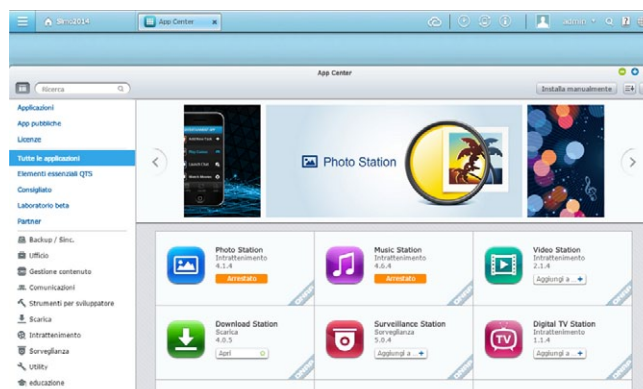 Simo2014
App Center
admin
App Center
Ricerca
Installa manualmente
Applicazioni
App pubbliche
Licenze
Tutte le applicazioni
Elementi essenziali QTS
Consigliato
Laboratorio beta
Partner
Backup / Sinc.
Ufficio
Gestione contenuto
Comunicazioni
Strumenti per sviluppatore
Scarica
Intrattenimento
Sorveglianza
Utility
educazione
Photo Station
Photo Station
Intrattenimento
4.1.4
Arrestato
Music Station
Intrattenimento
4.6.4
Arrestato
Video Station
Intrattenimento
2.1.4
Aggiungi a ...+
Download Station
Scarica
4.0.5
Apri
Surveillance Station
Sorveglianza
5.0.4
Aggiungi a ...+
TV
Digital TV Station
Intrattenimento
1.1.4
Aggiungi a ...+